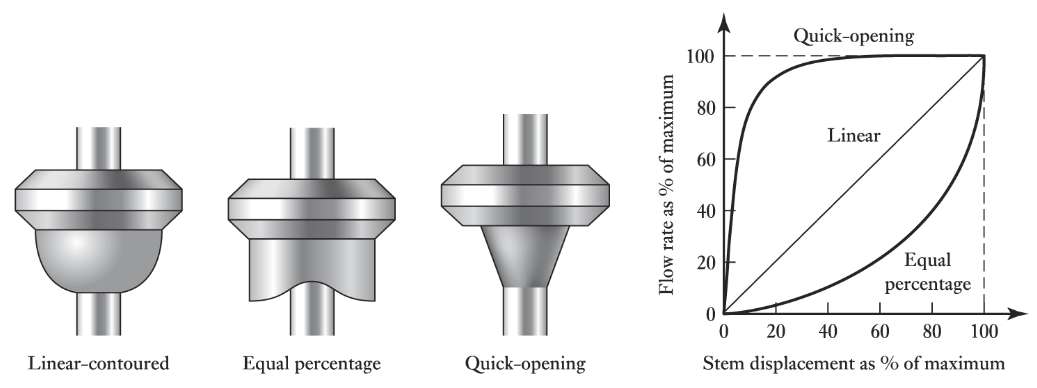 Linear-contoured
Equal percentage
Quick-opening
Flow rate as % of maximum
100
80
60
40
20
0
Quick-opening
Linear
Equal
percentage
0 20 40 60 80 100
Stem displacement as % of maximum